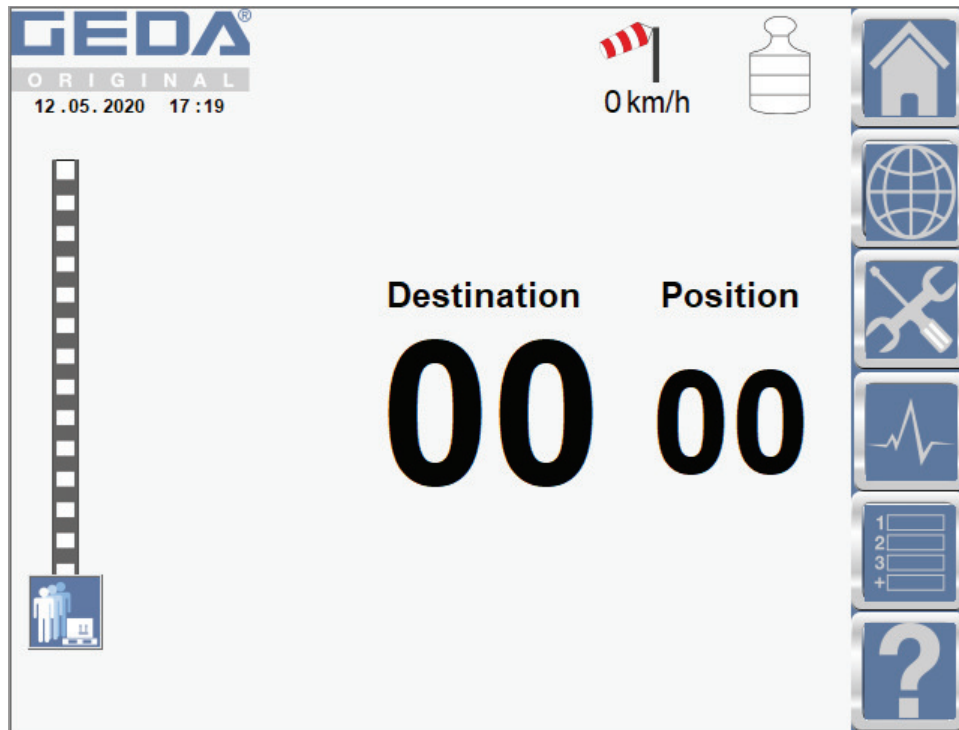 GEDA®
ORIGINAL
12.05.2020 17:19
0 km/h
Destination Position
00 00
1
2
3
+
?